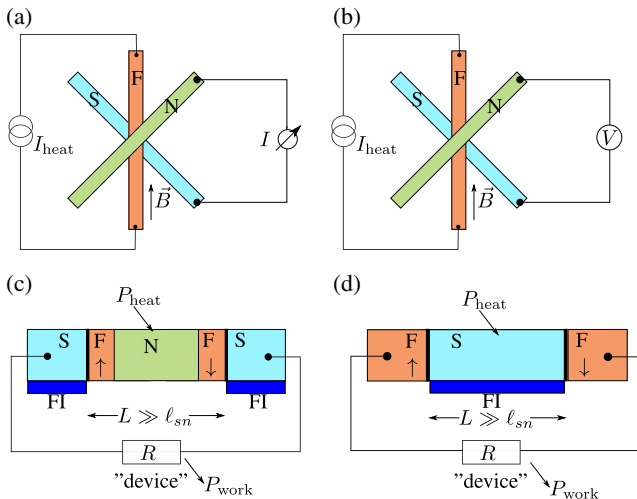 (a)
F
S
N
I_heat
I
B⃗
(b)
F
S
N
I_heat
V
B⃗
(c)
P_heat
S
F
N
F
S
↑
↓
FI
FI
L ≫ ℓ_sn
R
"device"
P_work
(d)
P_heat
F
S
F
↑
↓
FI
L ≫ ℓ_sn
R
"device"
P_work